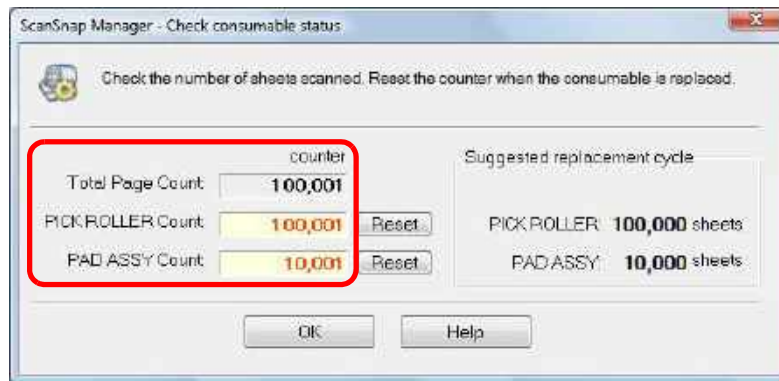 ScanSnap Manager - Check consumable status
Check the number of sheets scanned. Reset the counter when the consumable is replaced.
counter
Total Page Count 100,001
PICK ROLLER Count 100,001 Reset
PAD ASSY Count 10,001 Reset
Suggested replacement cycle
PICK ROLLER: 100,000 sheets
PAD ASSY: 10,000 sheets
OK Help